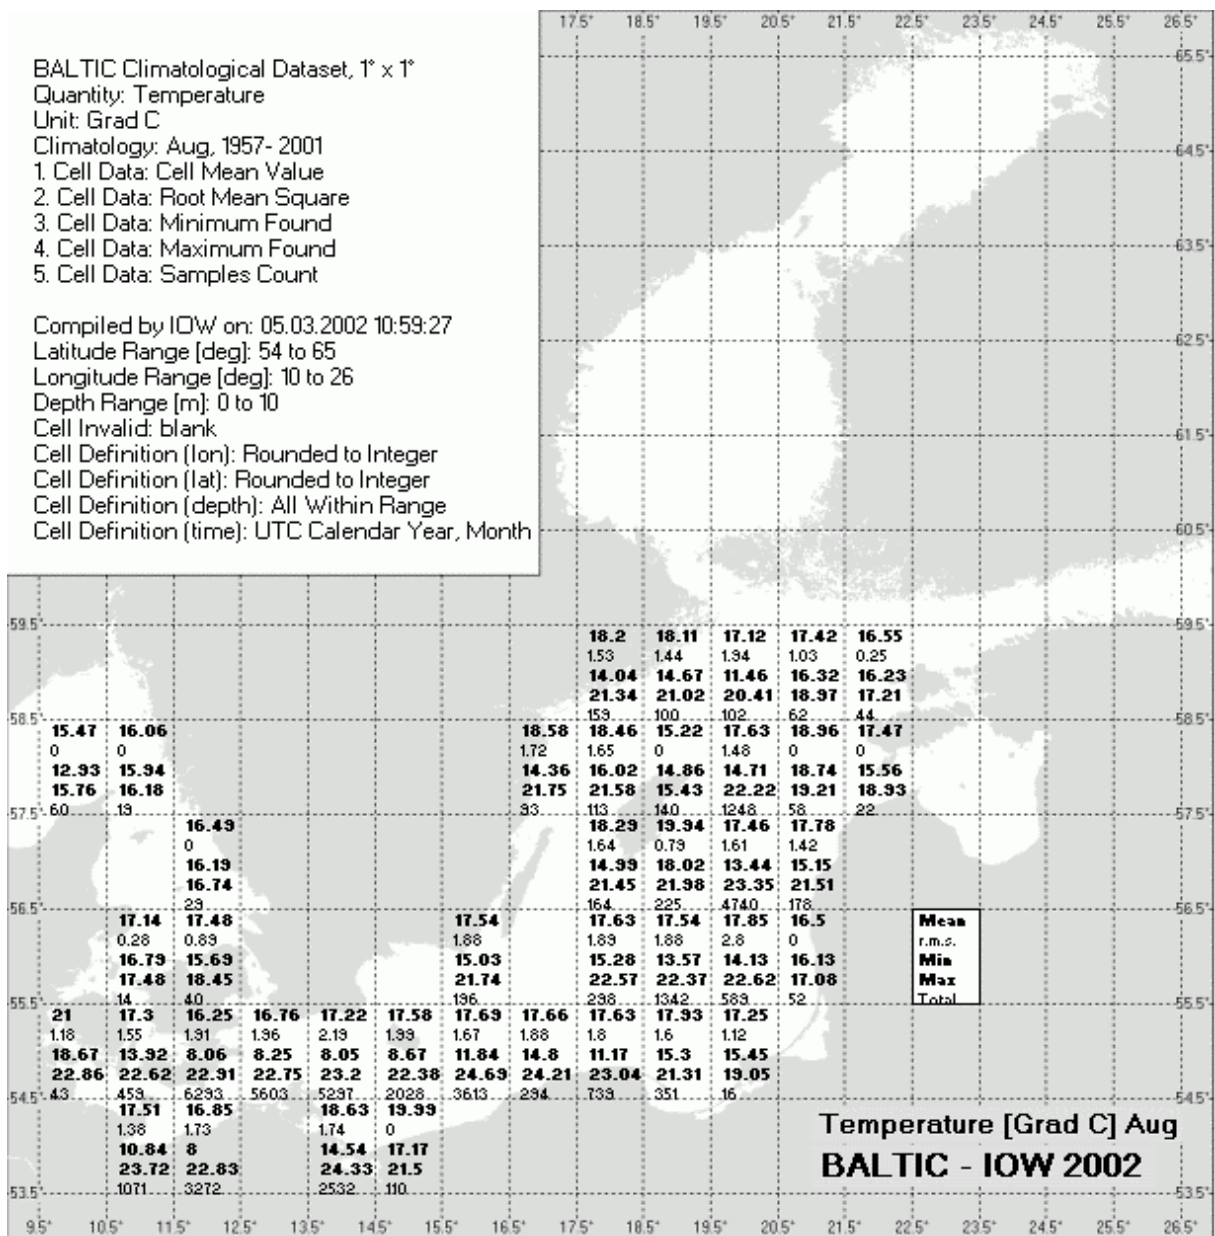 17.5° 18.5° 19.5° 20.5° 21.5° 22.5° 23.5° 24.5° 25.5° 26.5°
BALTIC Climatological Dataset, 1° x 1°
Quantity: Temperature
Unit: Grad C
Climatology: Aug, 1957- 2001
1. Cell Data: Cell Mean Value
2. Cell Data: Root Mean Square
3. Cell Data: Minimum Found
4. Cell Data: Maximum Found
5. Cell Data: Samples Count
Compiled by IOW on: 05.03.2002 10:59:27
Latitude Range [deg]: 54 to 65
Longitude Range [deg]: 10 to 26
Depth Range [m]: 0 to 10
Cell Invalid: blank
Cell Definition (lon): Rounded to Integer
Cell Definition (lat): Rounded to Integer
Cell Definition (depth): All Within Range
Cell Definition (time): UTC Calendar Year, Month
65.5°
64.5°
63.5°
62.5°
61.5°
60.5°
59.5° 59.5°
18.2 18.11 17.12 17.42 16.55
1.53 1.44 1.94 1.03 0.25
14.04 14.67 11.46 16.32 16.23
21.34 21.02 20.41 18.97 17.21
159 100 102 62 44
58.5° 58.5°
15.47 16.06 18.58 18.46 15.22 17.63 18.96 17.47
0 0 1.72 1.65 0 1.48 0 0
12.93 15.94 14.36 16.02 14.86 14.71 18.74 15.56
15.76 16.18 21.75 21.58 15.43 22.22 19.21 18.93
60 19 93 113 140 1248 58 22
57.5° 57.5°
16.49 18.29 19.94 17.46 17.78
0 1.64 0.79 1.61 1.42
16.19 14.99 18.02 13.44 15.15
16.74 21.45 21.98 23.35 21.51
29 164 225 4740 178
56.5° 56.5°
17.14 17.48 17.54 17.63 17.54 17.85 16.5 Mean
0.28 0.89 1.88 1.89 1.88 2.8 0 r.m.s.
16.79 15.69 15.03 15.28 13.57 14.13 16.13 Min
17.48 18.45 21.74 22.57 22.37 22.62 17.08 Max
14 40 196 298 1342 589 52 Total
55.5° 55.5°
21 17.3 16.25 16.76 17.22 17.58 17.69 17.66 17.63 17.93 17.25
1.18 1.55 1.91 1.96 2.19 1.99 1.67 1.88 1.8 1.6 1.12
18.67 13.92 8.06 8.25 8.05 8.67 11.84 14.8 11.17 15.3 15.45
22.86 22.62 22.91 22.75 23.2 22.38 24.69 24.21 23.04 21.31 19.05
43 459 6293 5603 5297 2028 3613 294 739 351 16
54.5° 54.5°
17.51 16.85 18.63 19.99
1.38 1.73 1.74 0
10.84 8 14.54 17.17
23.72 22.83 24.33 21.5
1071 3272 2532 110
Temperature [Grad C] Aug
BALTIC - IOW 2002
53.5° 53.5°
9.5° 10.5° 11.5° 12.5° 13.5° 14.5° 15.5° 16.5° 17.5° 18.5° 19.5° 20.5° 21.5° 22.5° 23.5° 24.5° 25.5° 26.5°